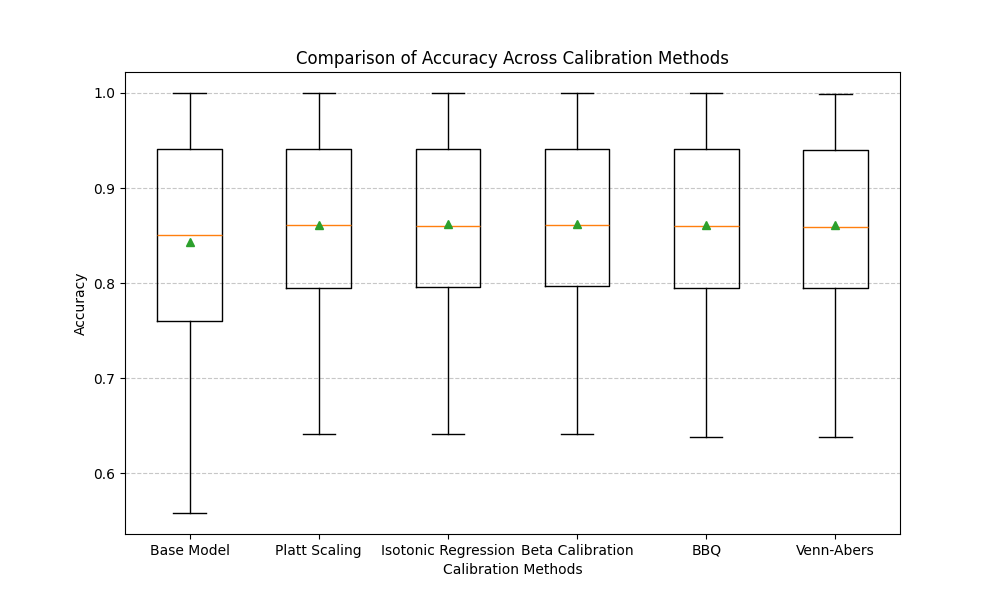 Comparison of Accuracy Across Calibration Methods
Accuracy
1.0
0.9
0.8
0.7
0.6
Base Model
Platt Scaling
Isotonic Regression
Beta Calibration
BBQ
Venn-Abers
Calibration Methods